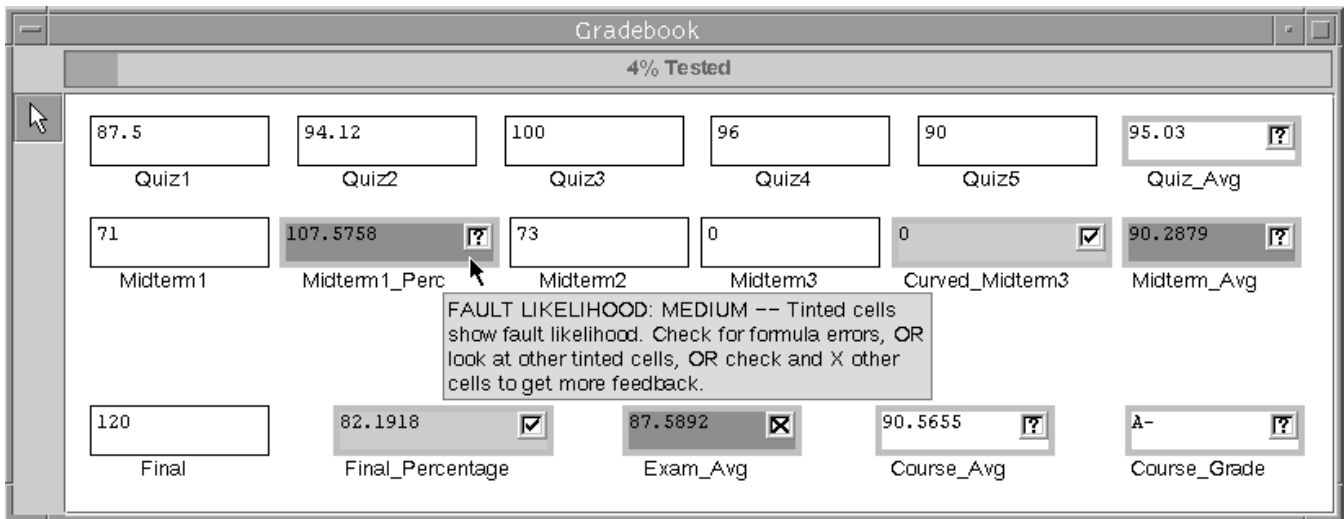 Gradebook
4% Tested
87.5 94.12 100 96 90 95.03 ?
Quiz1 Quiz2 Quiz3 Quiz4 Quiz5 Quiz_Avg
71 107.5758 ? 73 0 0 90.2879 ?
Midterm1 Midterm1_Perc Midterm2 Midterm3 Curved_Midterm3 Midterm_Avg
FAULT LIKELIHOOD: MEDIUM -- Tinted cells
show fault likelihood. Check for formula errors, OR
look at other tinted cells, OR check and X other
cells to get more feedback.
120 82.1918 87.5892 90.5655 ? A- ?
Final Final_Percentage Exam_Avg Course_Avg Course_Grade